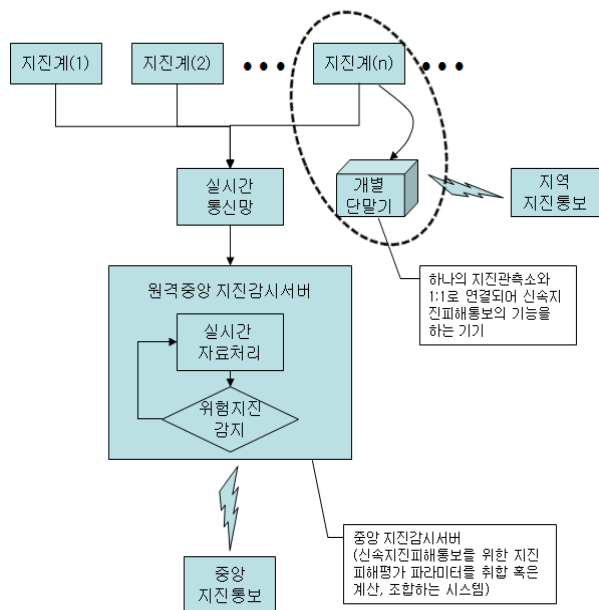 지진계(1)
지진계(2)
● ● ●
지진계(n)
● ● ●
실시간
통신망
개별
단말기
지역
지진통보
하나의 지진관측소와
1:1로 연결되어 신속지
진피해통보의 기능을
하는 기기
원격중앙 지진감시서버
실시간
자료처리
위험지진
감지
중앙
지진통보
중앙 지진감시서버
(신속지진피해통보를 위한 지진
피해평가 파라미터를 취합 혹은
계산, 조합하는 시스템)